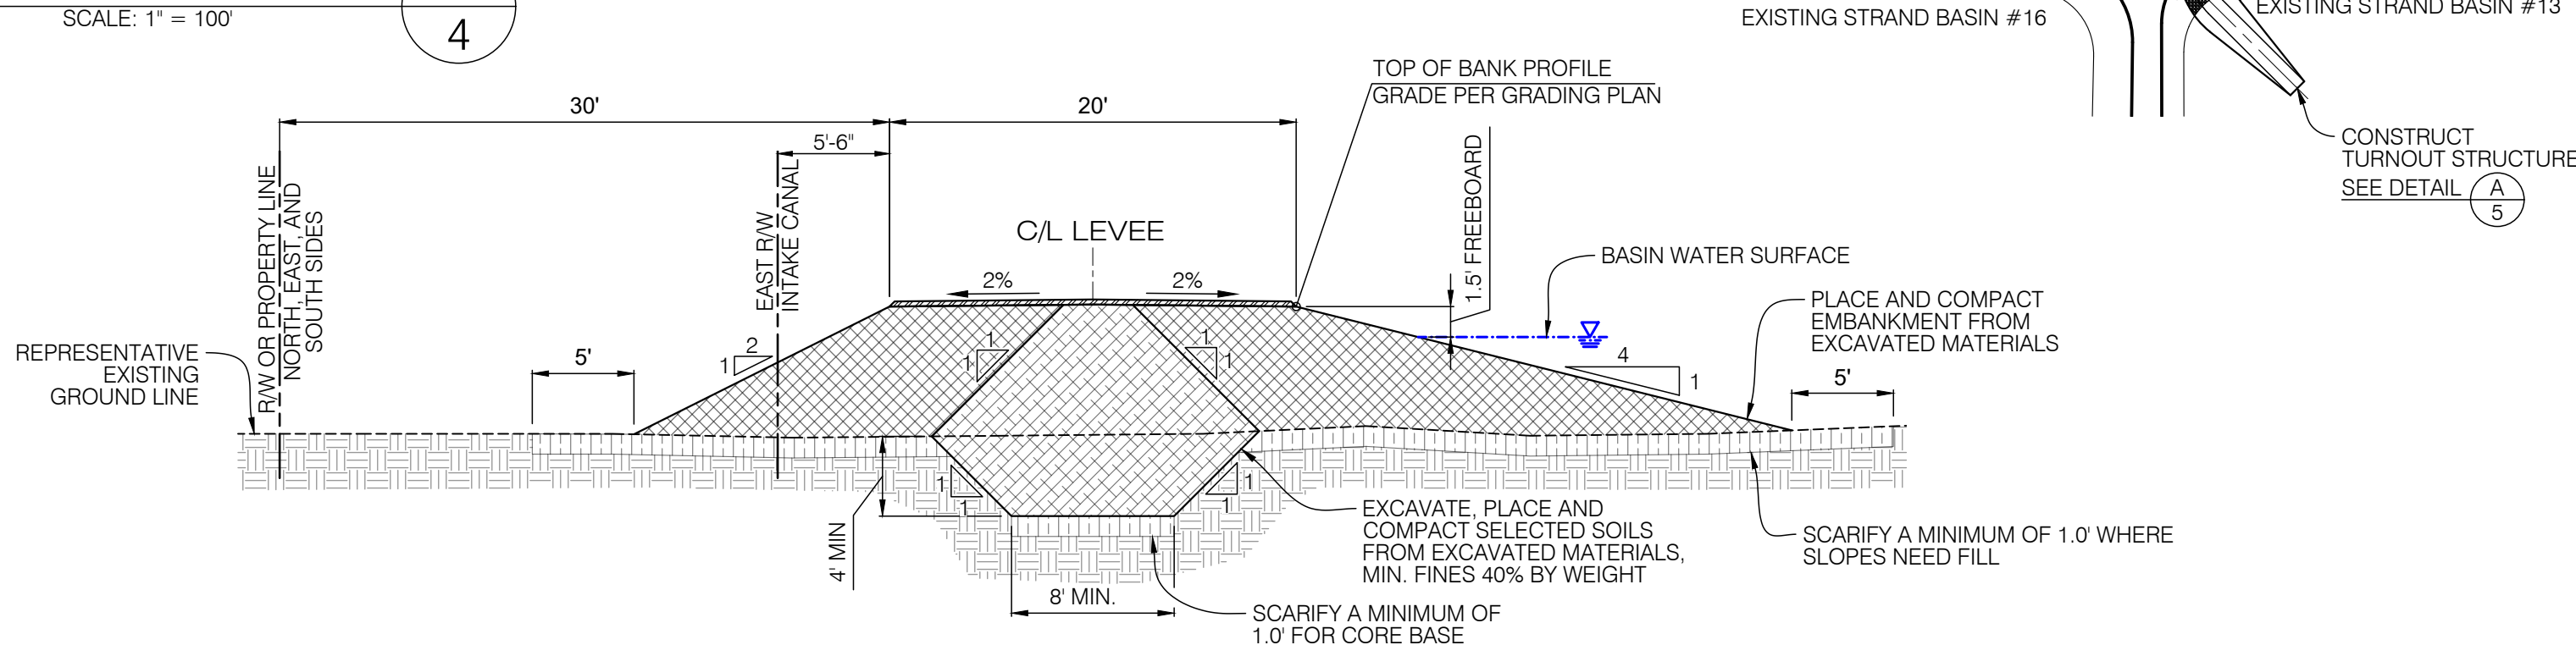 SCALE: 1" = 100'
4
EXISTING STRAND BASIN #16
EXISTING STRAND BASIN #13
TOP OF BANK PROFILE
GRADE PER GRADING PLAN
30'
20'
5'-6"
CONSTRUCT
TURNOUT STRUCTURE
SEE DETAIL
A
5
R/W OR PROPERTY LINE
NORTH, EAST, AND
SOUTH SIDES
EAST R/W
INTAKE CANAL
C/L LEVEE
2%
2%
1.5' FREEBOARD
BASIN WATER SURFACE
PLACE AND COMPACT
EMBANKMENT FROM
EXCAVATED MATERIALS
REPRESENTATIVE
EXISTING
GROUND LINE
5'
2
1
1
1
1
1
4
1
5'
1
1
1
1
4' MIN
8' MIN.
EXCAVATE, PLACE AND
COMPACT SELECTED SOILS
FROM EXCAVATED MATERIALS,
MIN. FINES 40% BY WEIGHT
SCARIFY A MINIMUM OF 1.0' WHERE
SLOPES NEED FILL
SCARIFY A MINIMUM OF
1.0' FOR CORE BASE